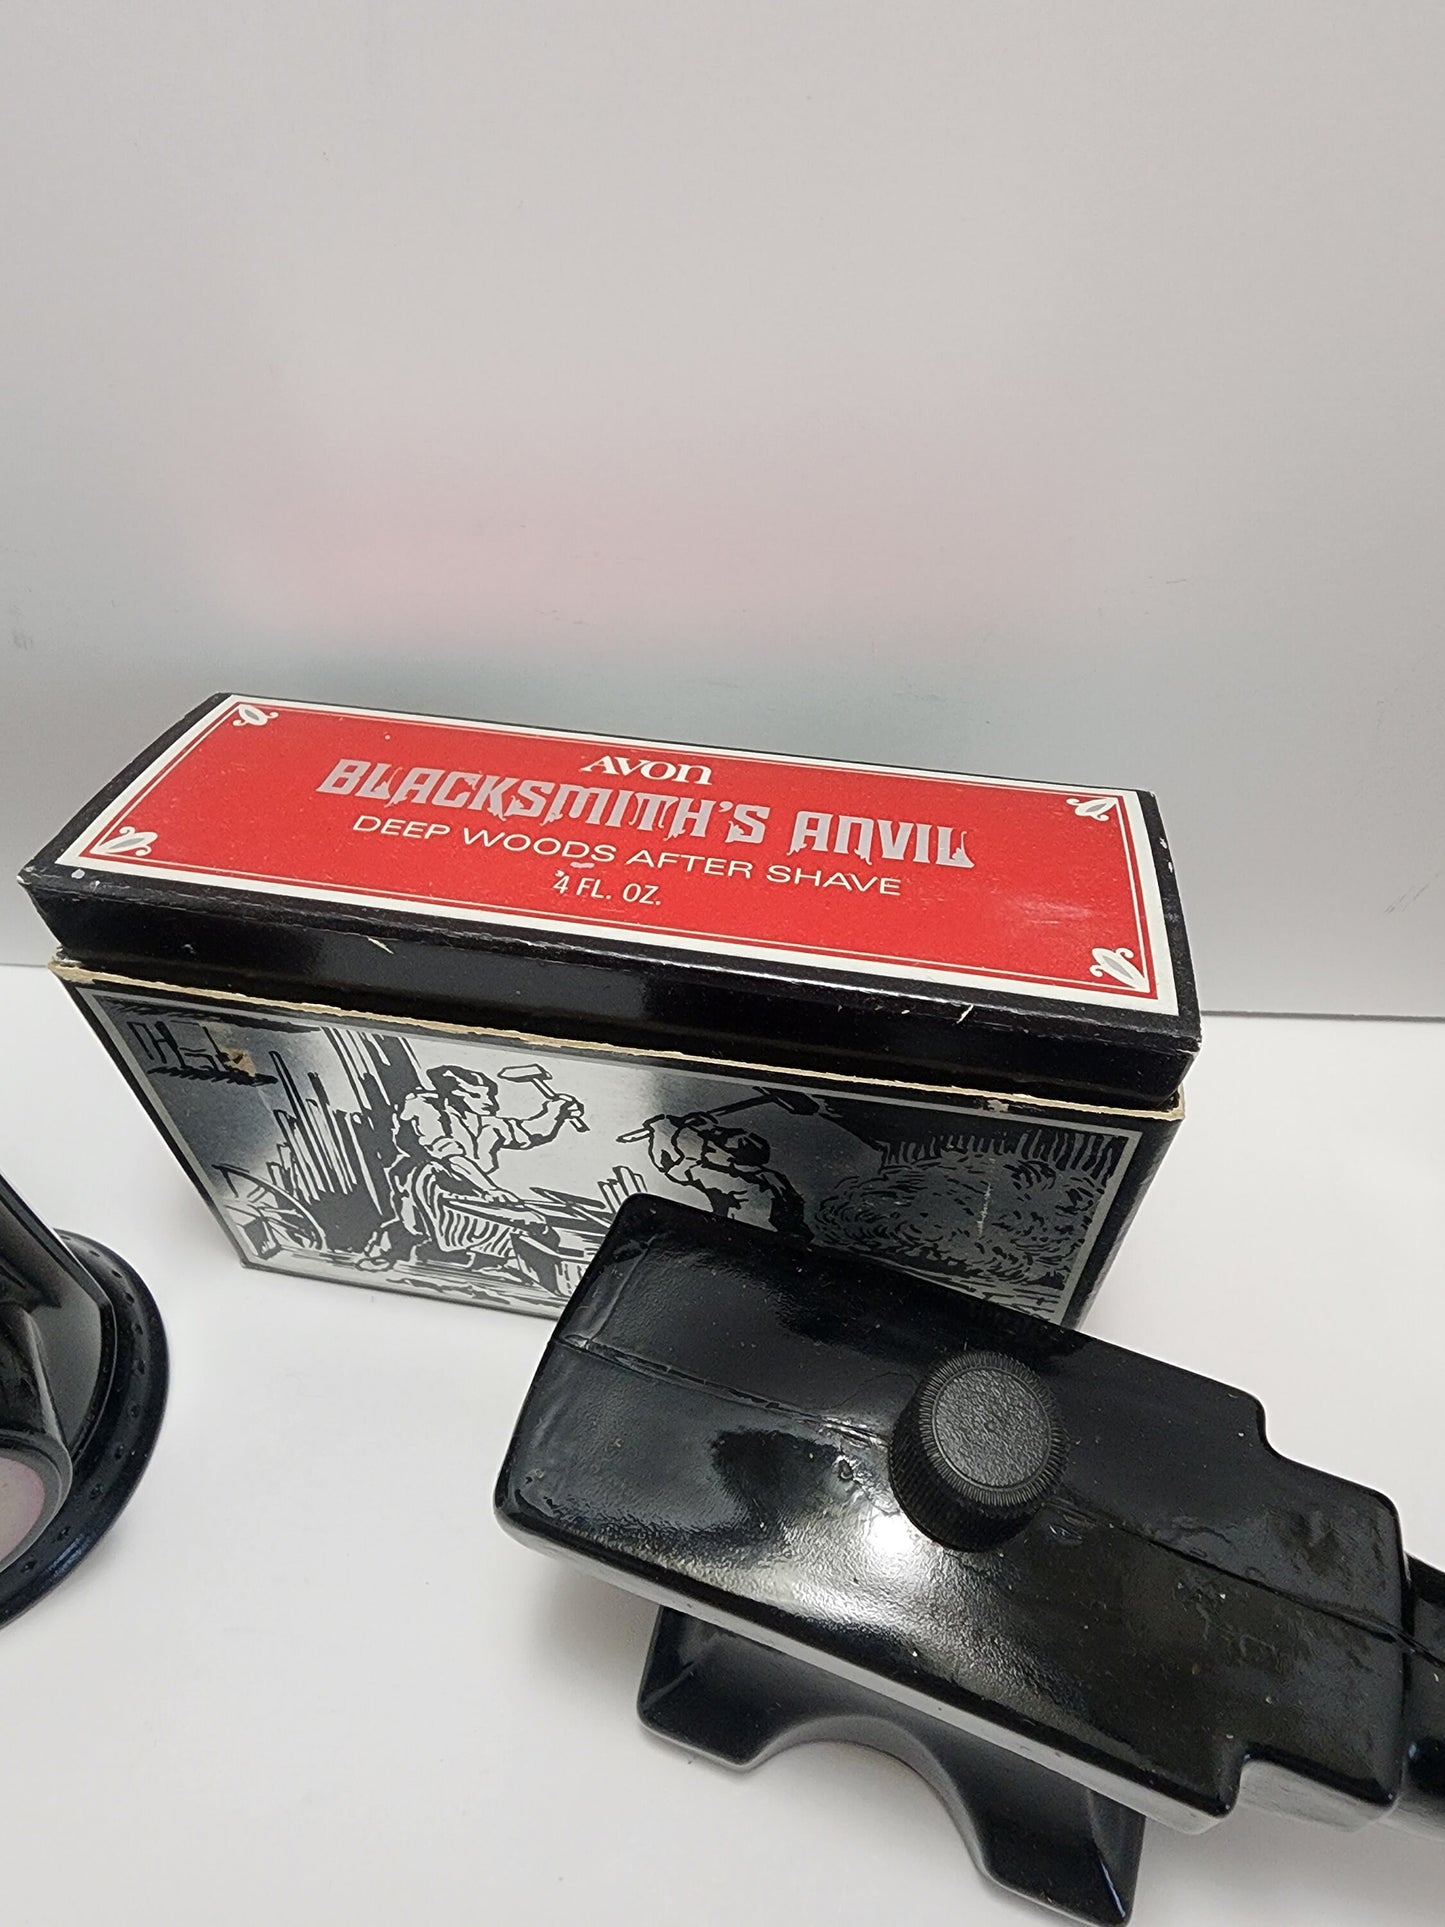 AVON
BLACKSMITH'S ANVIL
DEEP WOODS AFTER SHAVE
4 FL. OZ.